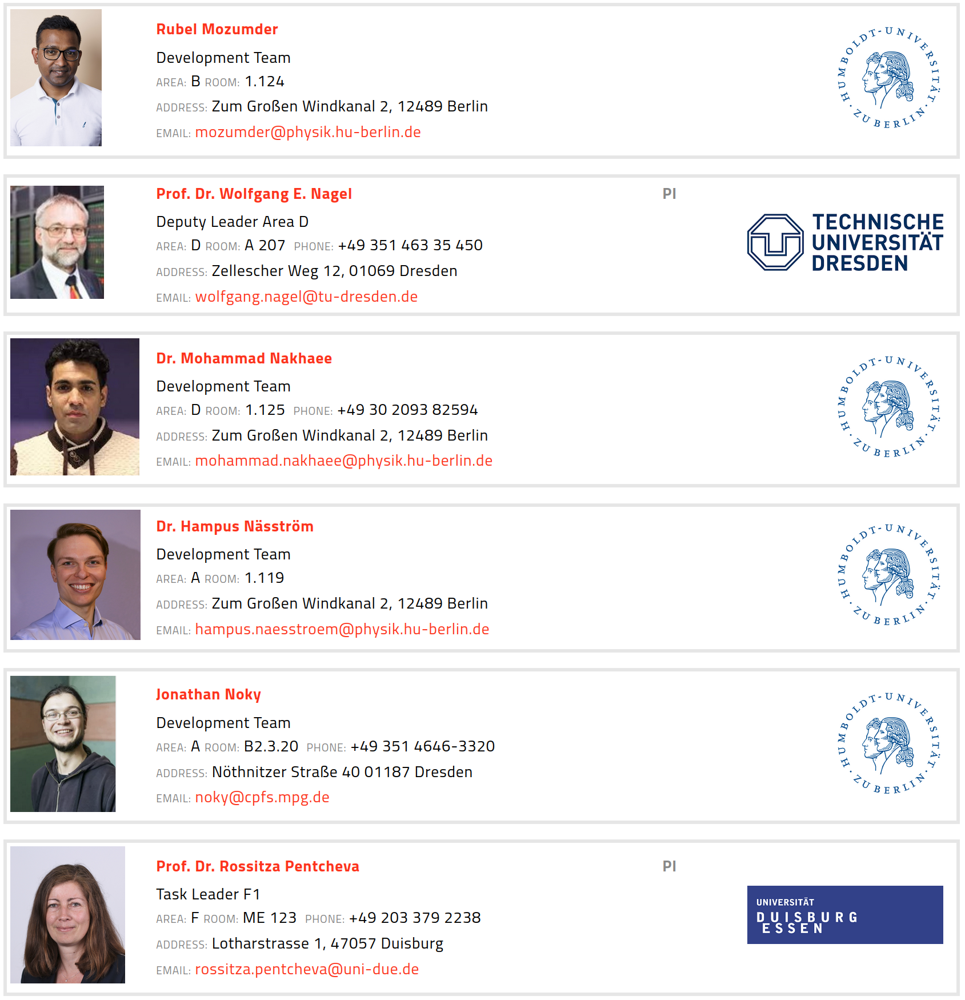 Rubel Mozumder
Development Team
AREA: B ROOM: 1.124
ADDRESS: Zum Großen Windkanal 2, 12489 Berlin
EMAIL: mozumder@physik.hu-berlin.de
HUMBOLDT-UNIVERSITÄT · ZU BERLIN ·
Prof. Dr. Wolfgang E. Nagel
PI
Deputy Leader Area D
AREA: D ROOM: A 207 PHONE: +49 351 463 35 450
ADDRESS: Zellescher Weg 12, 01069 Dresden
EMAIL: wolfgang.nagel@tu-dresden.de
TECHNISCHE
UNIVERSITÄT
DRESDEN
Dr. Mohammad Nakhaee
Development Team
AREA: D ROOM: 1.125 PHONE: +49 30 2093 82594
ADDRESS: Zum Großen Windkanal 2, 12489 Berlin
EMAIL: mohammad.nakhaee@physik.hu-berlin.de
HUMBOLDT-UNIVERSITÄT · ZU BERLIN ·
Dr. Hampus Näsström
Development Team
AREA: A ROOM: 1.119
ADDRESS: Zum Großen Windkanal 2, 12489 Berlin
EMAIL: hampus.naesstroem@physik.hu-berlin.de
HUMBOLDT-UNIVERSITÄT · ZU BERLIN ·
Jonathan Noky
Development Team
AREA: A ROOM: B2.3.20 PHONE: +49 351 4646-3320
ADDRESS: Nöthnitzer Straße 40 01187 Dresden
EMAIL: noky@cpfs.mpg.de
HUMBOLDT-UNIVERSITÄT · ZU BERLIN ·
Prof. Dr. Rossitza Pentcheva
PI
Task Leader F1
AREA: F ROOM: ME 123 PHONE: +49 203 379 2238
ADDRESS: Lotharstrasse 1, 47057 Duisburg
EMAIL: rossitza.pentcheva@uni-due.de
UNIVERSITÄT
DUISBURG
ESSEN